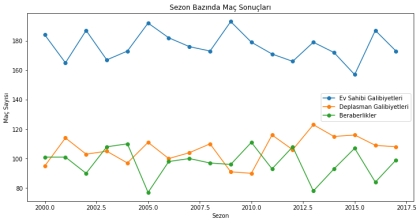 Sezon Bazında Maç Sonuçları
Maç Sayısı
180
160
140
120
100
80
Ev Sahibi Galibiyetleri
Deplasman Galibiyetleri
Beraberlikler
2000.0 2002.5 2005.0 2007.5 2010.0 2012.5 2015.0 2017.5
Sezon